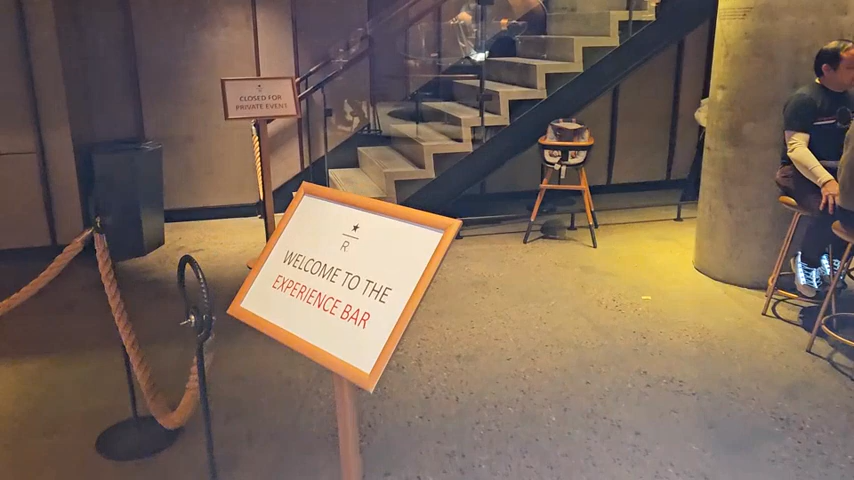 CLOSED FOR
PRIVATE EVENT
R
WELCOME TO THE
EXPERIENCE BAR